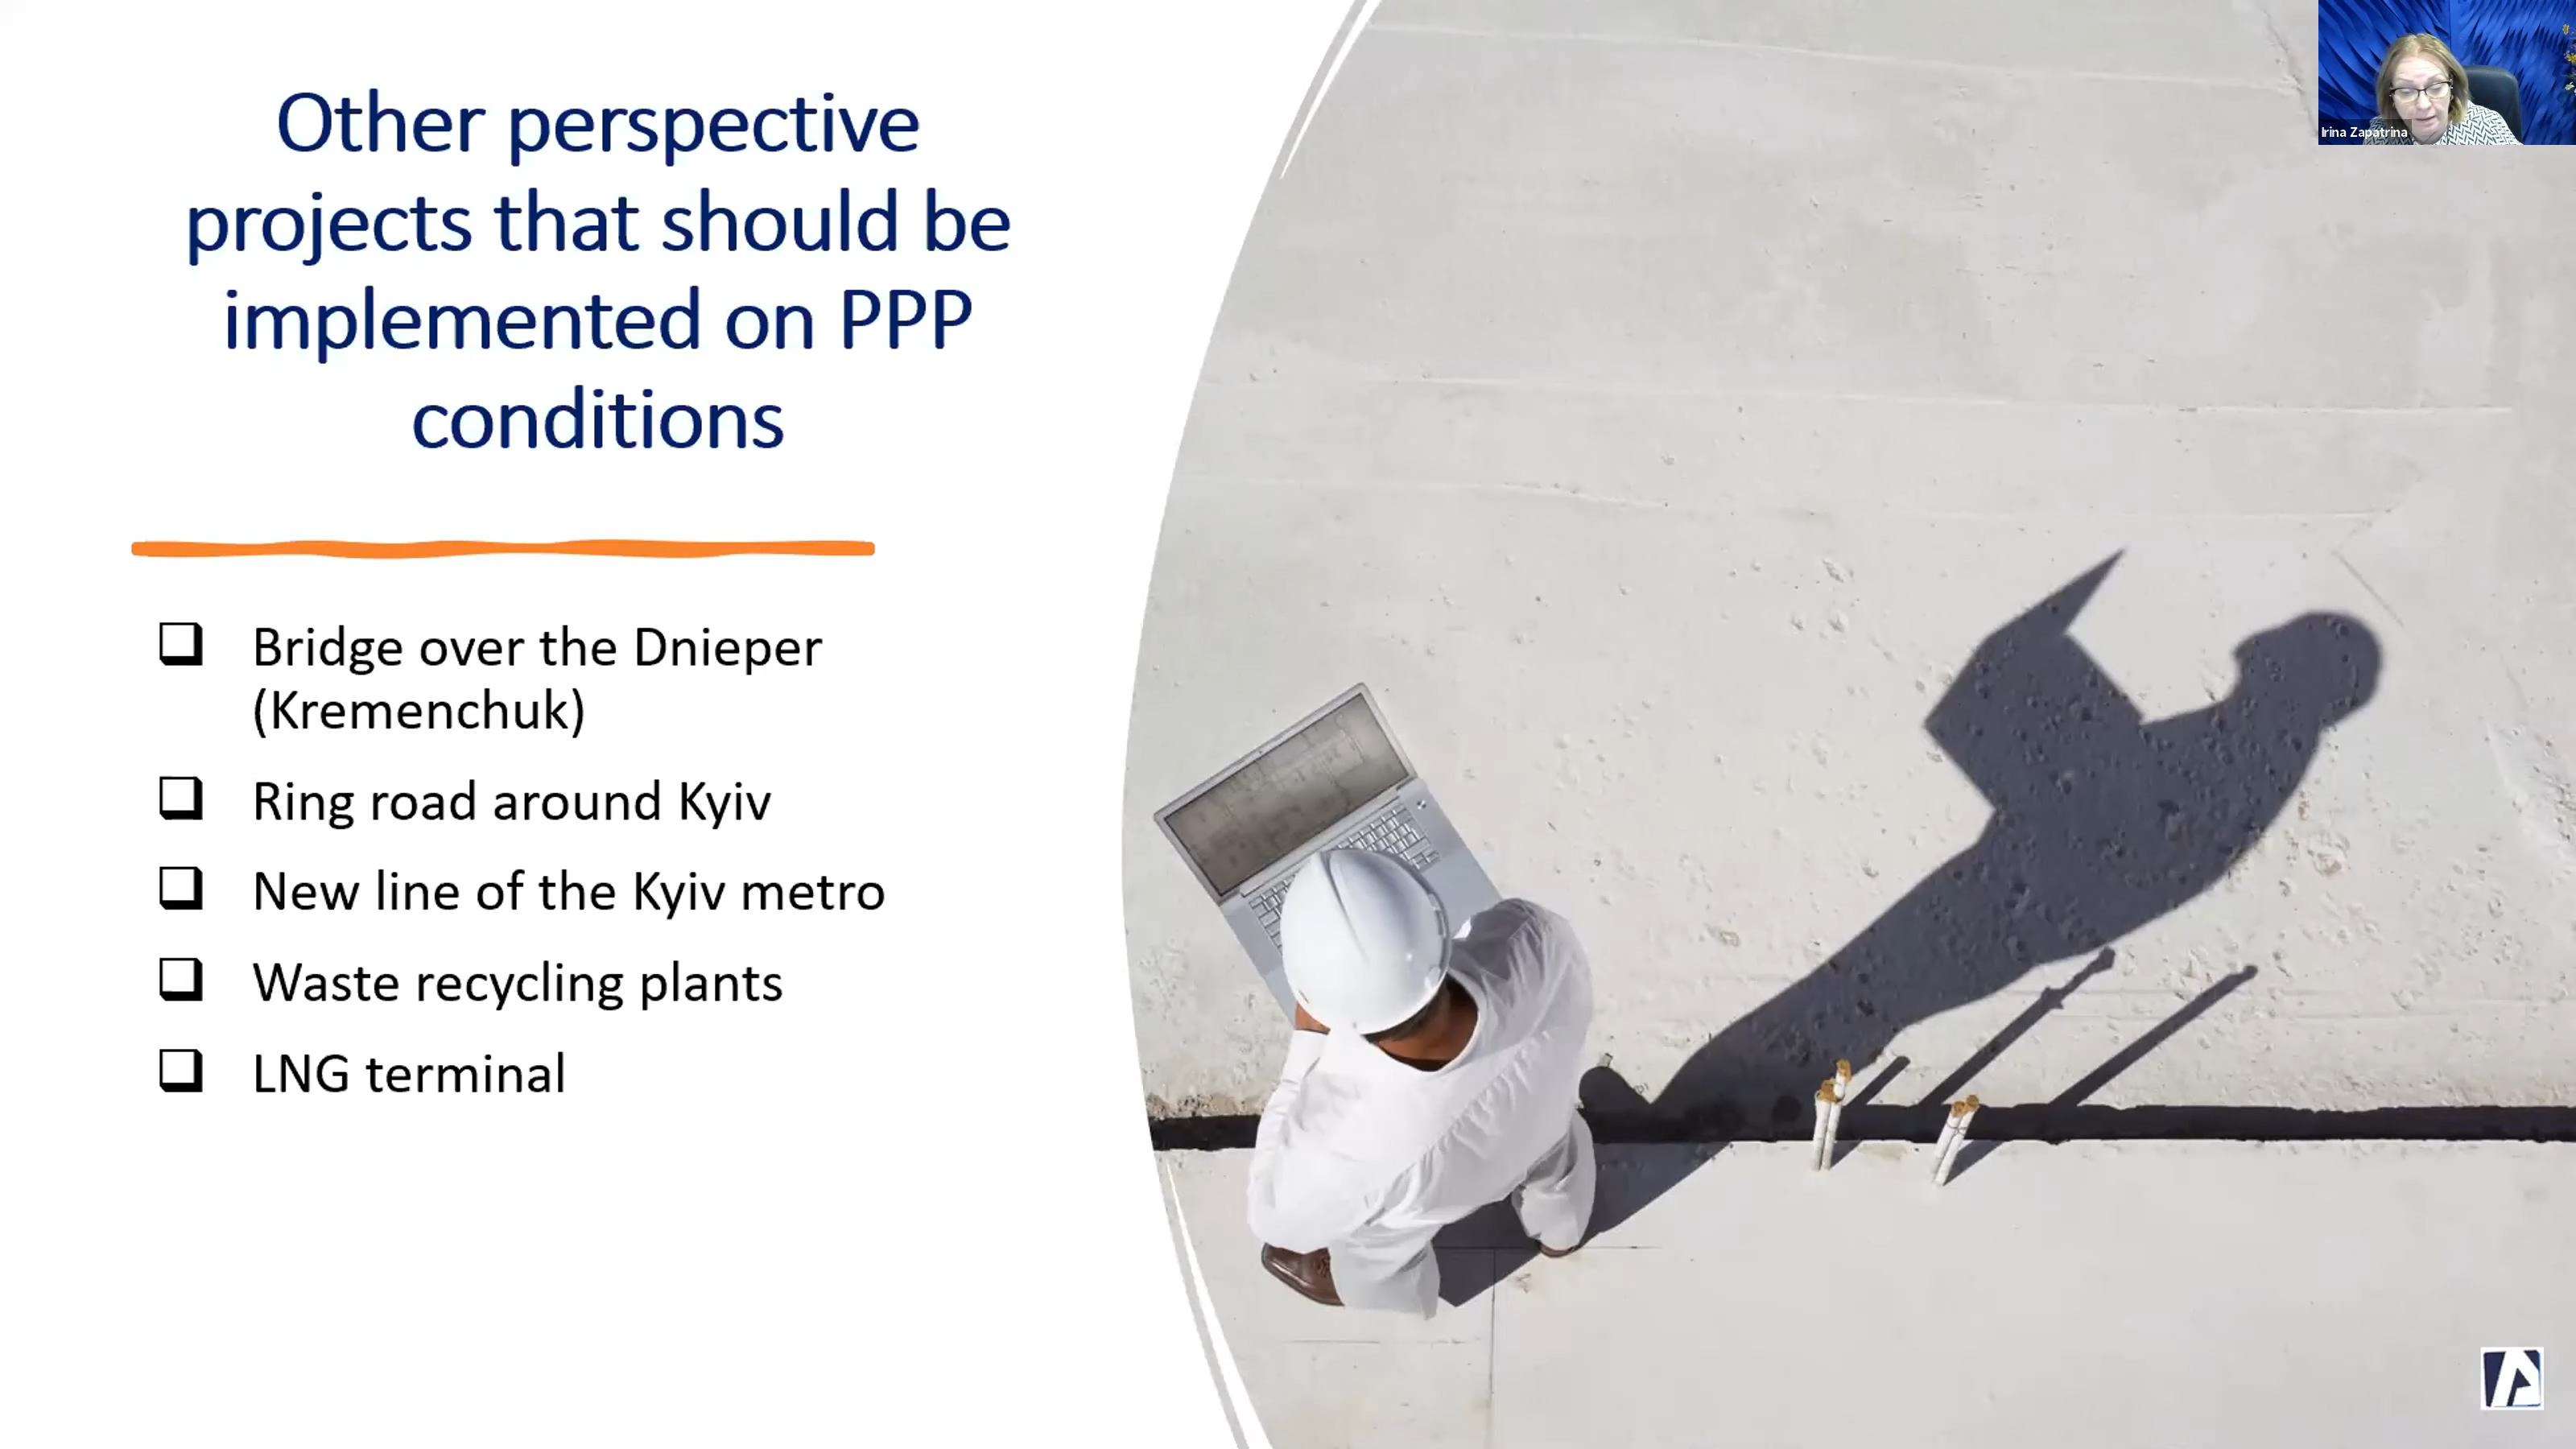 Other perspective
projects that should be
implemented on PPP
conditions
Bridge over the Dnieper
(Kremenchuk)
Ring road around Kyiv
New line of the Kyiv metro
Waste recycling plants
LNG terminal
Irina Zapatrina